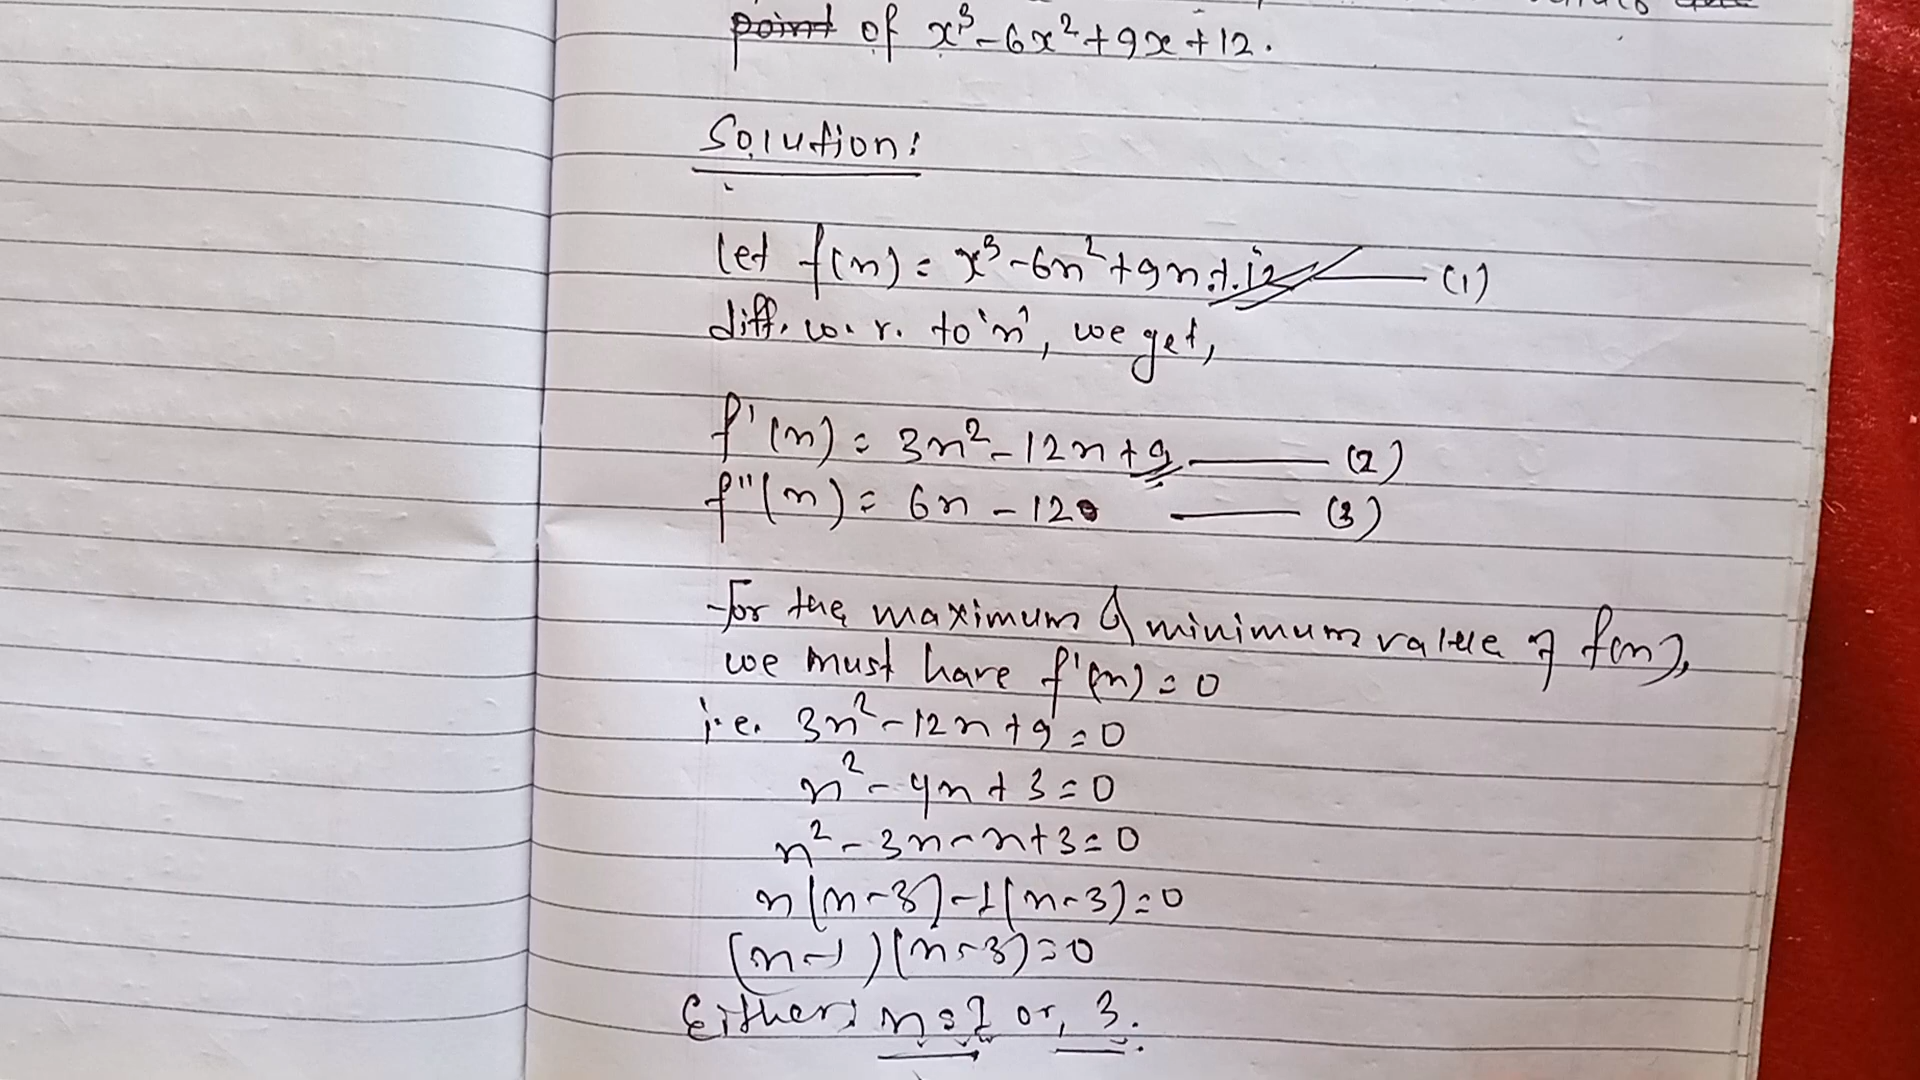 point of x³-6x²+9x+12.
Solution:
let f(x) = x³-6x²+9x+12 —— (1)
diff. w. r. to 'x', we get,
f'(x) = 3x²-12x+9 —— (2)
f''(x) = 6x-12 —— (3)
For the maximum & minimum value of f(x),
we must have f'(x) = 0
i.e. 3x²-12x+9=0
x²-4x+3=0
x²-3x-x+3=0
x(x-3)-1(x-3)=0
(x-1)(x-3)=0
Either, x=1 or, 3.